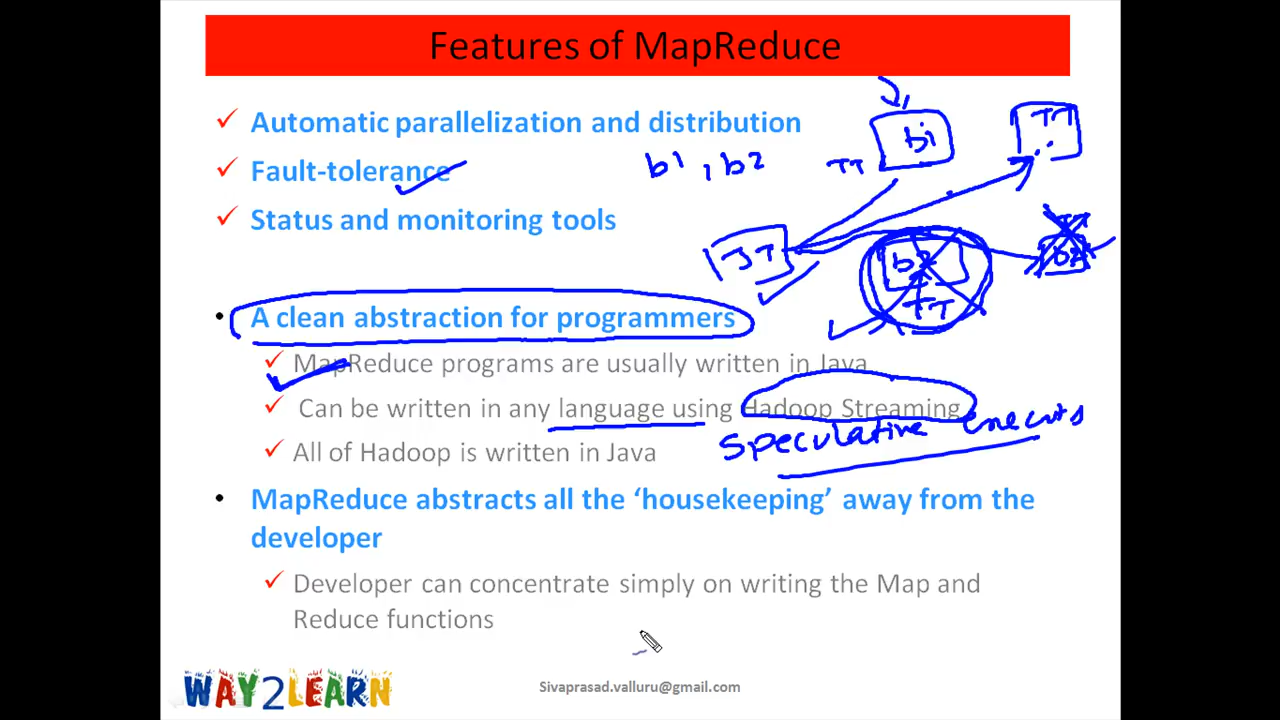 Features of MapReduce
Automatic parallelization and distribution
b1
TT
b1, b2
TT
Fault-tolerance
Status and monitoring tools
JT
b2
TT
A clean abstraction for programmers
MapReduce programs are usually written in Java
Can be written in any language using Hadoop Streaming
speculative
All of Hadoop is written in Java
MapReduce abstracts all the ‘housekeeping’ away from the
developer
Developer can concentrate simply on writing the Map and
Reduce functions
WAY2LEARN
Sivaprasad.valluru@gmail.com